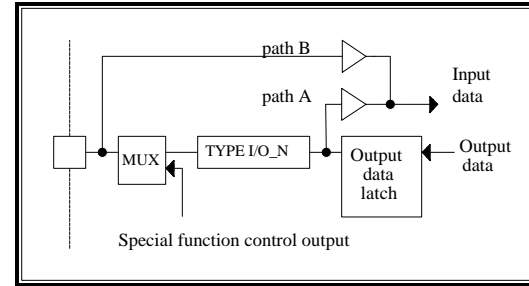 path B
path A
Input
data
MUX
TYPE I/O_N
Output
data
latch
Output
data
Special function control output